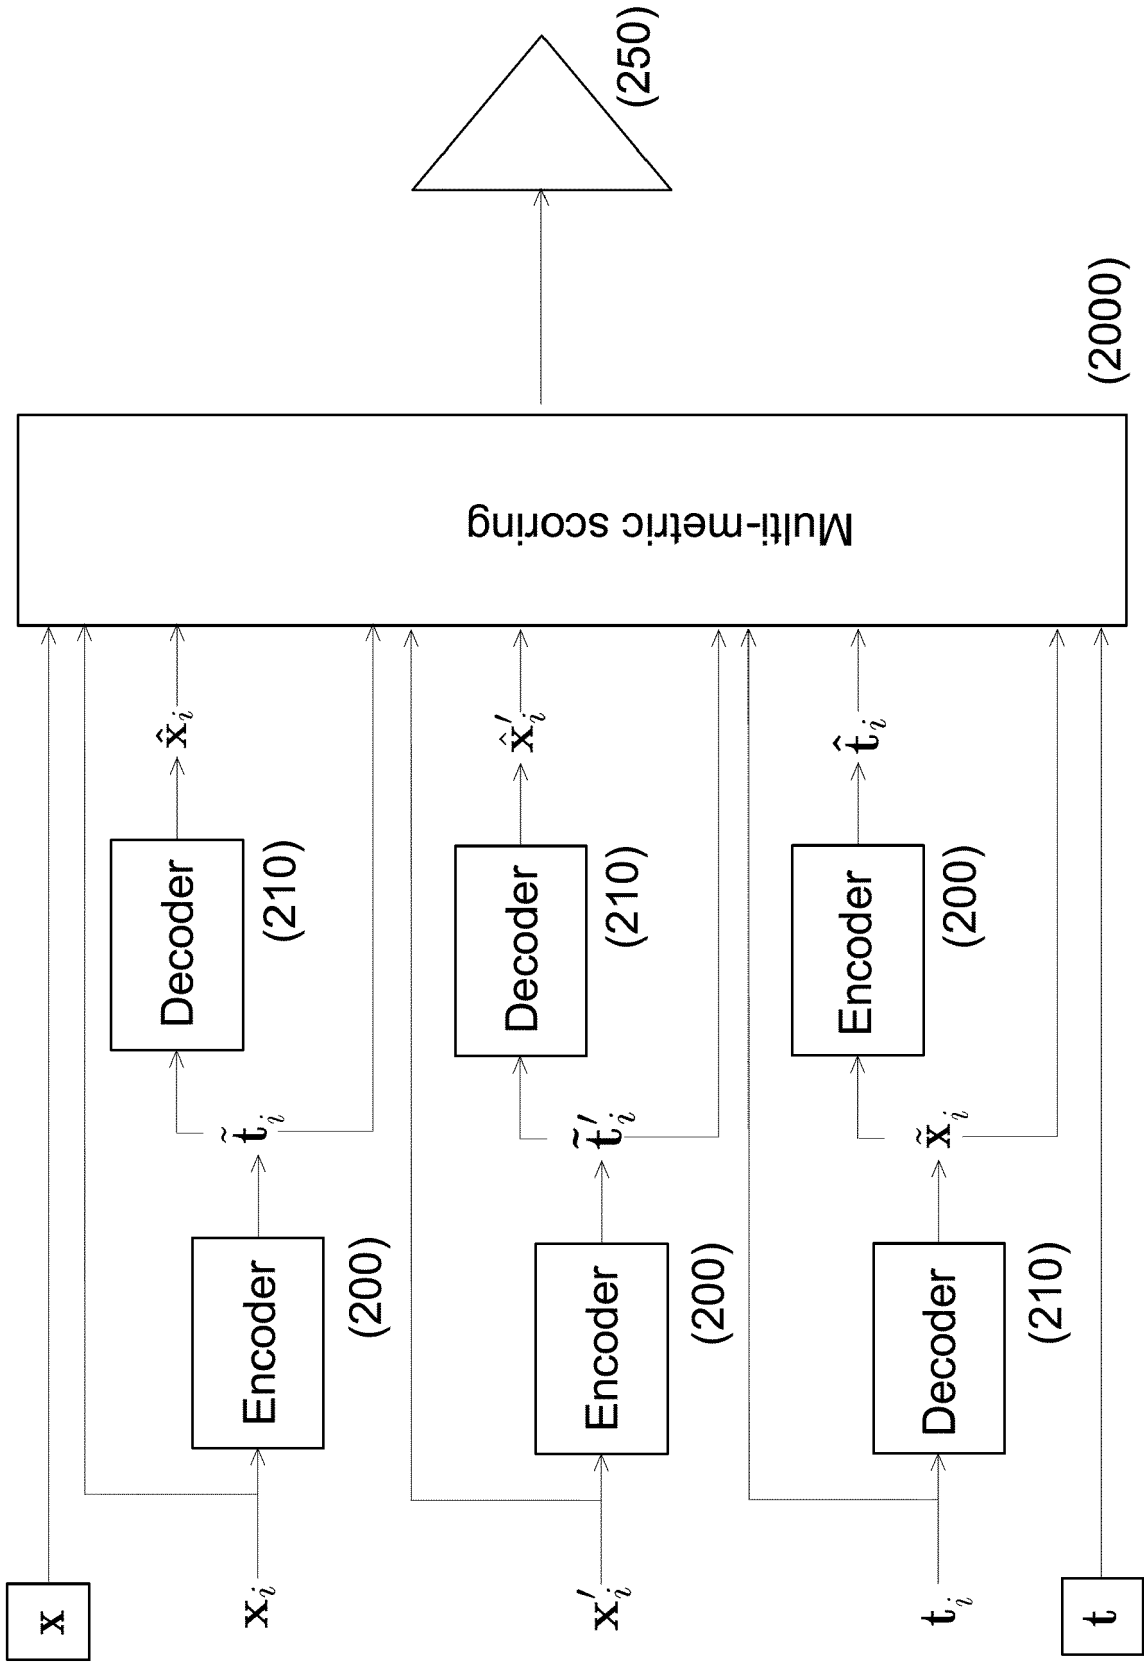 x
x_i
Encoder
(200)
t̃_i
Decoder
(210)
x̂_i
x′_i
Encoder
(200)
t̃′_i
Decoder
(210)
x̂′_i
t_i
Decoder
(210)
x̃_i
Encoder
(200)
t̂_i
t
Multi-metric scoring
(2000)
(250)